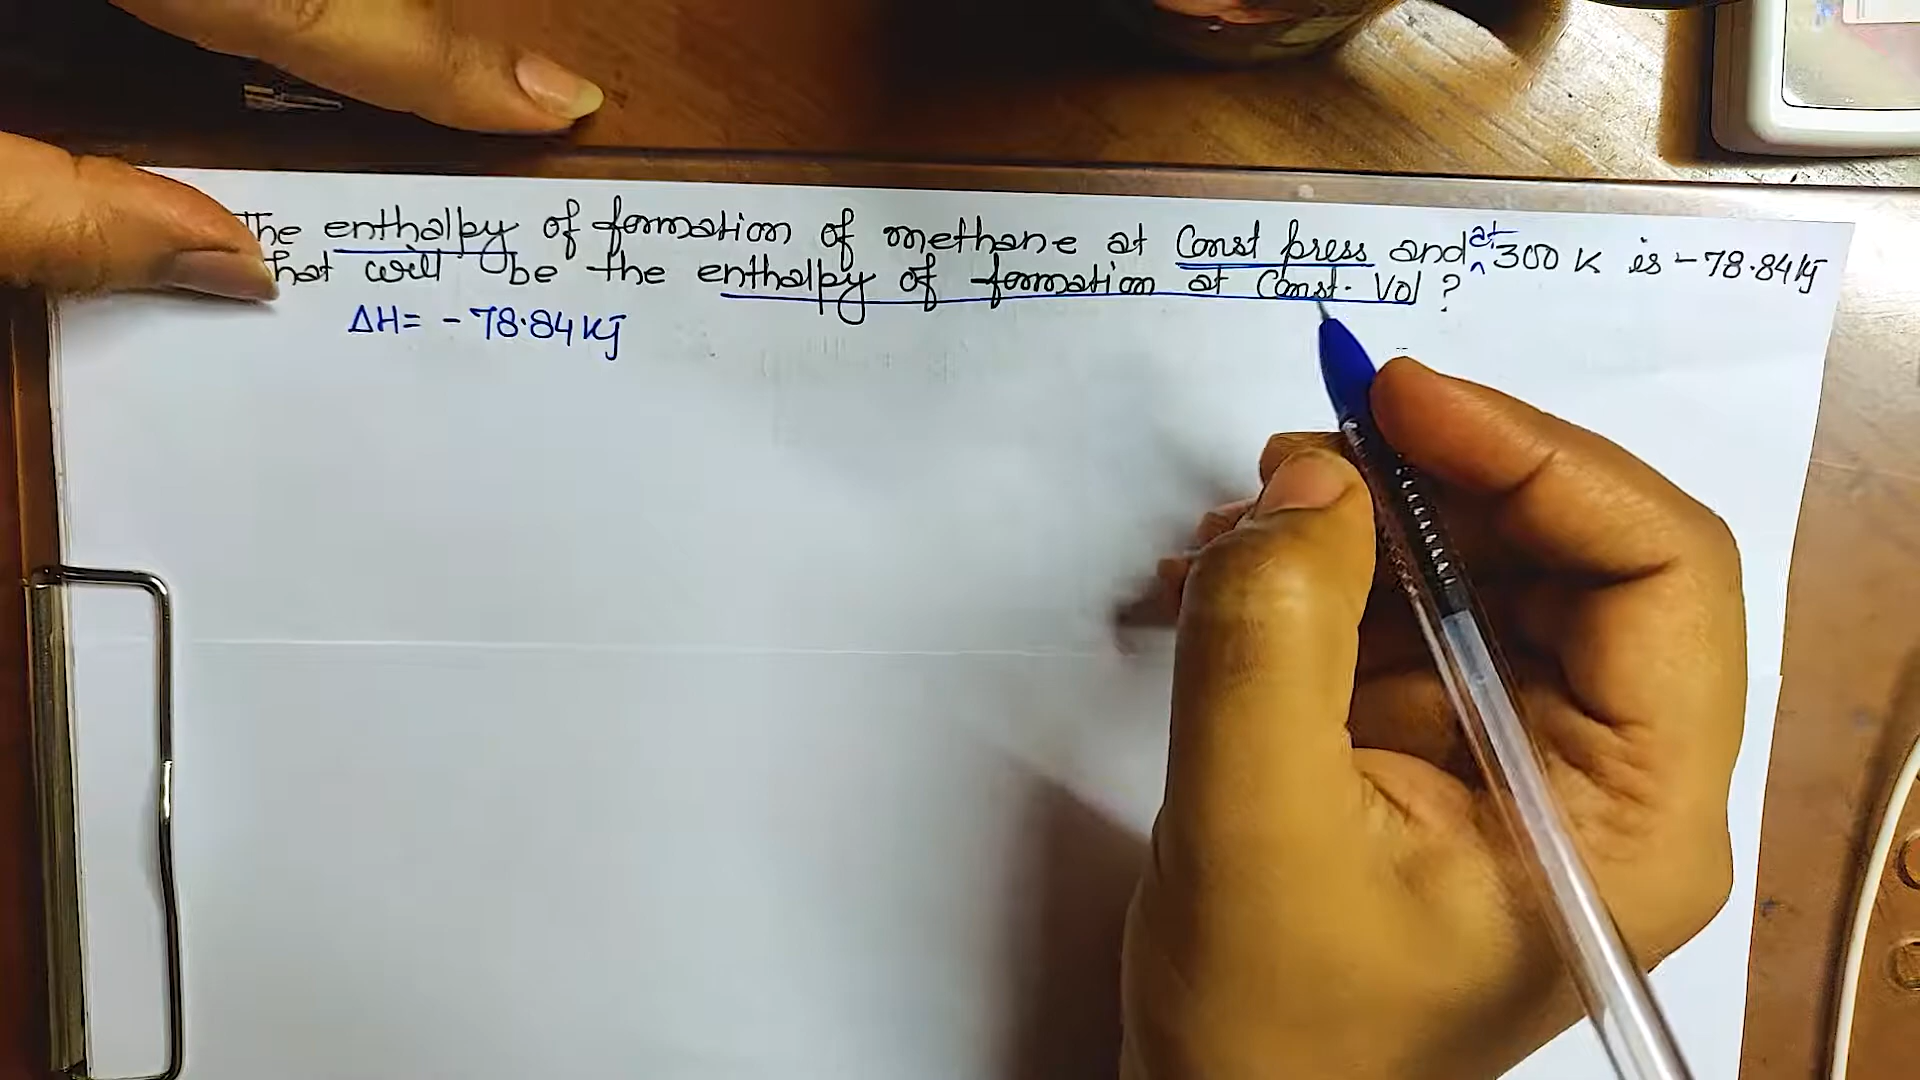 The enthalpy of formation of methane at Const press and at 300 K is -78.84 kJ
hat will be the enthalpy of formation at Const. Vol ?
ΔH = -78.84 kJ